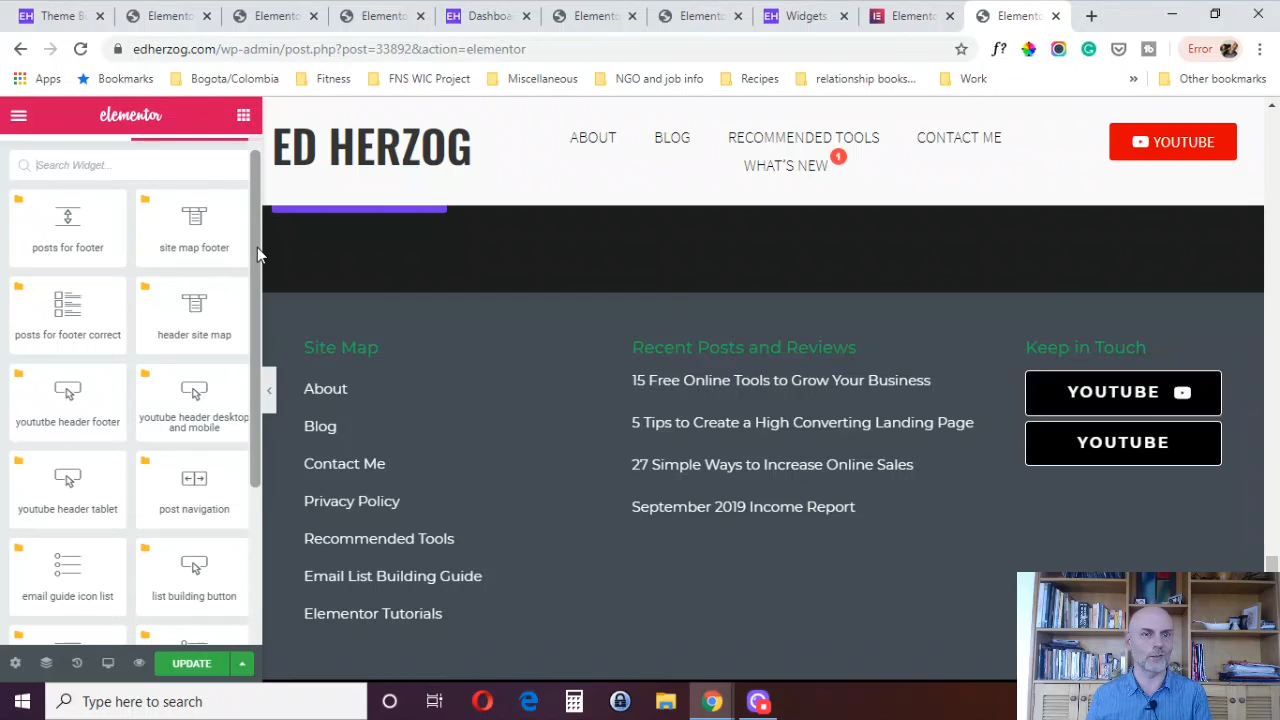 EH Theme B
Elemento
Elemento
Elemento
EH Dashboa
Elemento
Elemento
EH Widgets
Elemento
Elemento
edherzog.com/wp-admin/post.php?post=33892&action=elementor
f?
Error
Apps
Bookmarks
Bogota/Colombia
Fitness
FNS WIC Project
Miscellaneous
NGO and job info
Recipes
relationship books...
Work
»
Other bookmarks
elementor
ED HERZOG
ABOUT
BLOG
RECOMMENDED TOOLS
CONTACT ME
WHAT'S NEW
1
YOUTUBE
Search Widget...
posts for footer
site map footer
posts for footer correct
header site map
yoututbe header footer
youtube header desktop
and mobile
youtube header tablet
post navigation
email guide icon list
list building button
UPDATE
Site Map
About
Blog
Contact Me
Privacy Policy
Recommended Tools
Email List Building Guide
Elementor Tutorials
Recent Posts and Reviews
15 Free Online Tools to Grow Your Business
5 Tips to Create a High Converting Landing Page
27 Simple Ways to Increase Online Sales
September 2019 Income Report
Keep in Touch
YOUTUBE
YOUTUBE
Type here to search